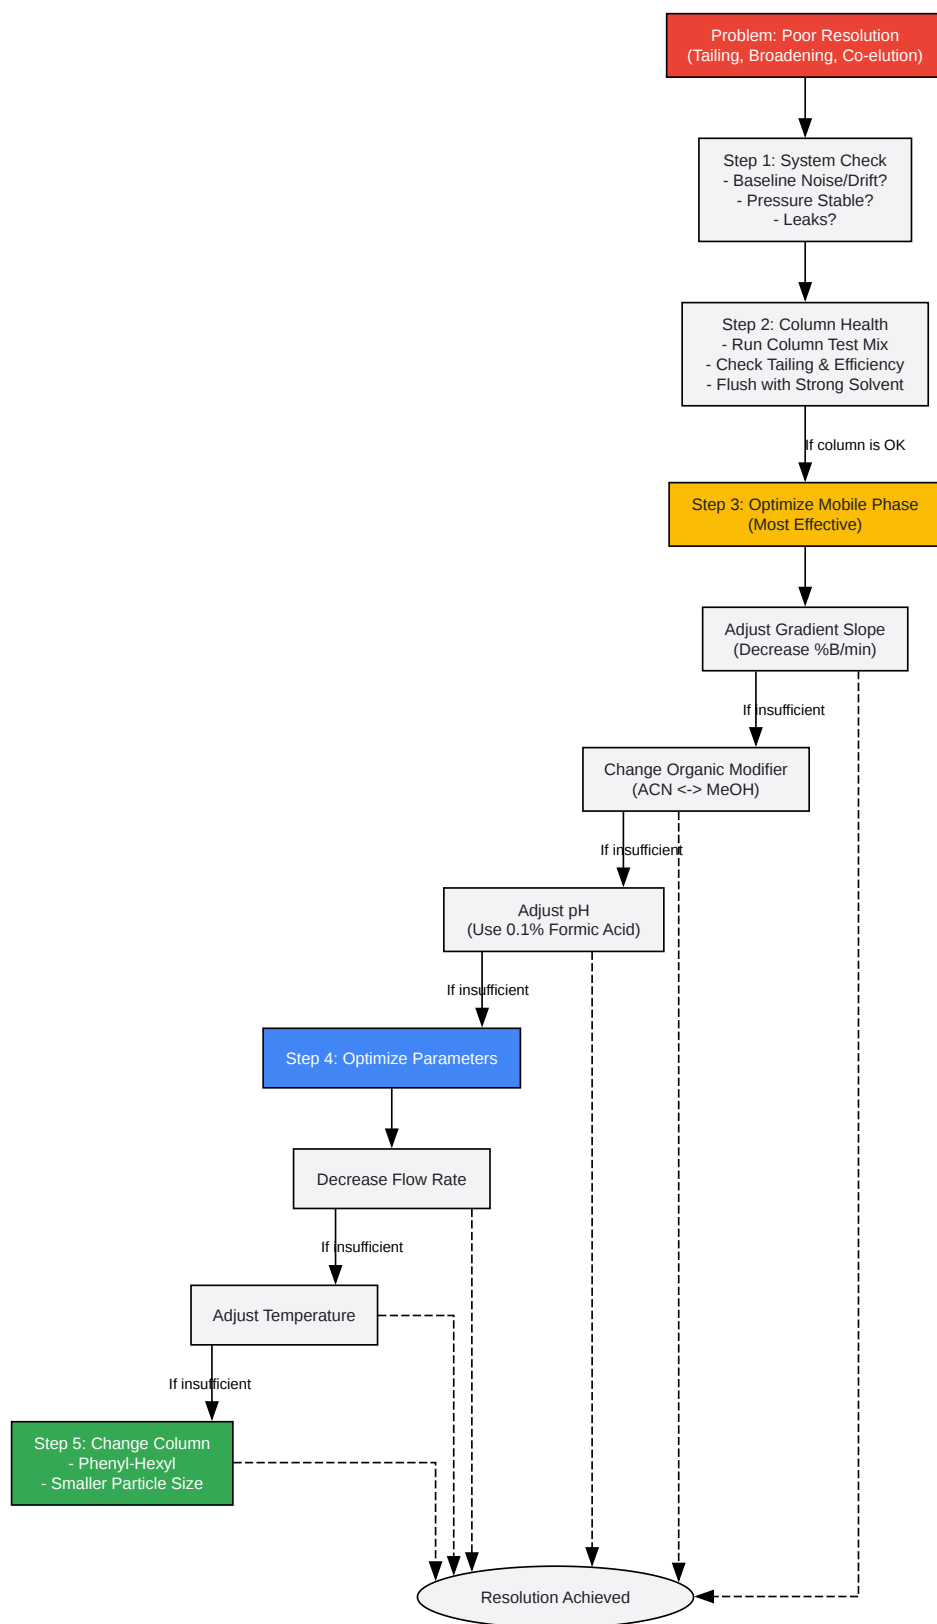 Problem: Poor Resolution
(Tailing, Broadening, Co-elution)
Step 1: System Check
- Baseline Noise/Drift?
- Pressure Stable?
- Leaks?
Step 2: Column Health
- Run Column Test Mix
- Check Tailing & Efficiency
- Flush with Strong Solvent
If column is OK
Step 3: Optimize Mobile Phase
(Most Effective)
Adjust Gradient Slope
(Decrease %B/min)
If insufficient
Change Organic Modifier
(ACN <-> MeOH)
If insufficient
Adjust pH
(Use 0.1% Formic Acid)
If insufficient
Step 4: Optimize Parameters
Decrease Flow Rate
If insufficient
Adjust Temperature
If insufficient
Step 5: Change Column
- Phenyl-Hexyl
- Smaller Particle Size
Resolution Achieved